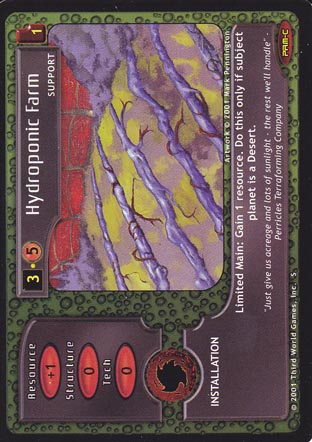 1
Hydroponic Farm
SUPPORT
3 · 5
PRM-C
Artwork © 2001 Mark Pennington
Resource
+1
Structure
0
Tech
0
INSTALLATION
Limited Main: Gain 1 resource. Do this only if subject
planet is a Desert.
"Just give us acreage and lots of sunlight - the rest we'll handle" -
Perricles Terraforming Company
© 2001 Third World Games, Inc. S